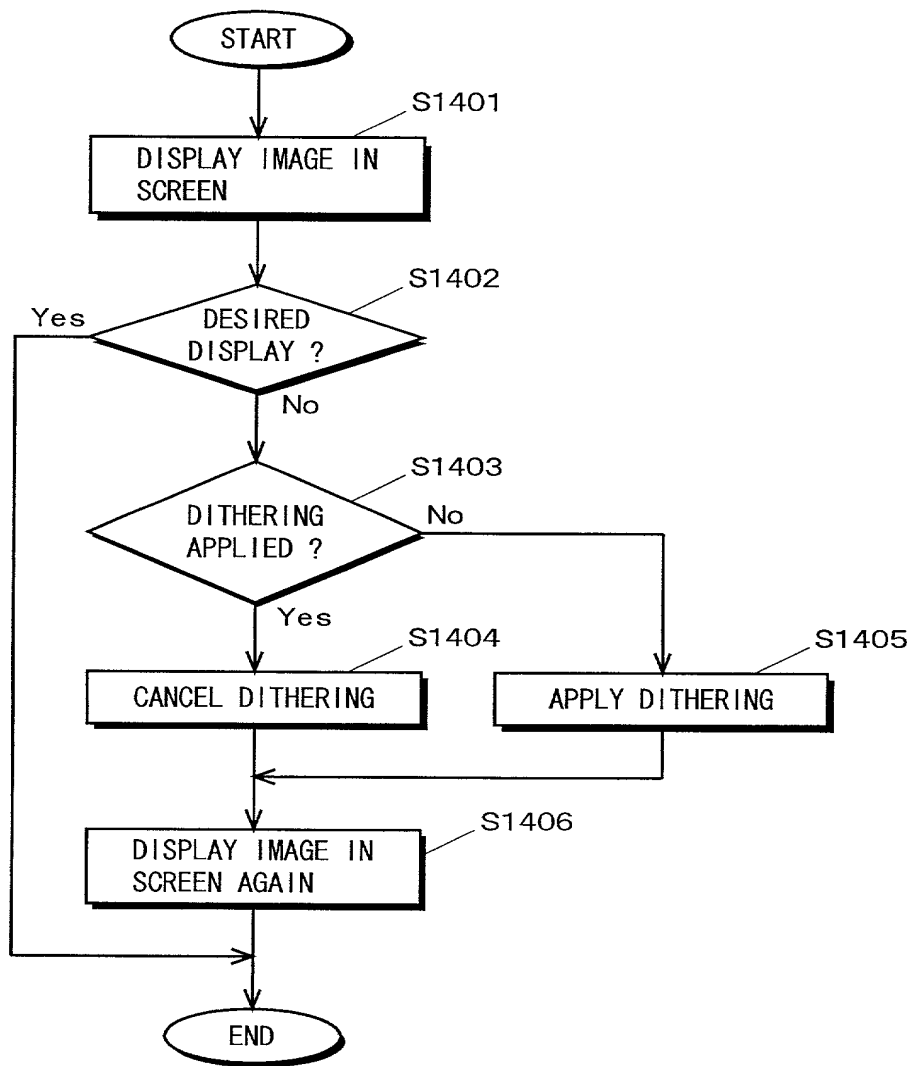 START
S1401
DISPLAY IMAGE IN
SCREEN
S1402
Yes
DESIRED
DISPLAY ?
No
S1403
DITHERING
APPLIED ?
No
Yes
S1404
S1405
CANCEL DITHERING
APPLY DITHERING
S1406
DISPLAY IMAGE IN
SCREEN AGAIN
END